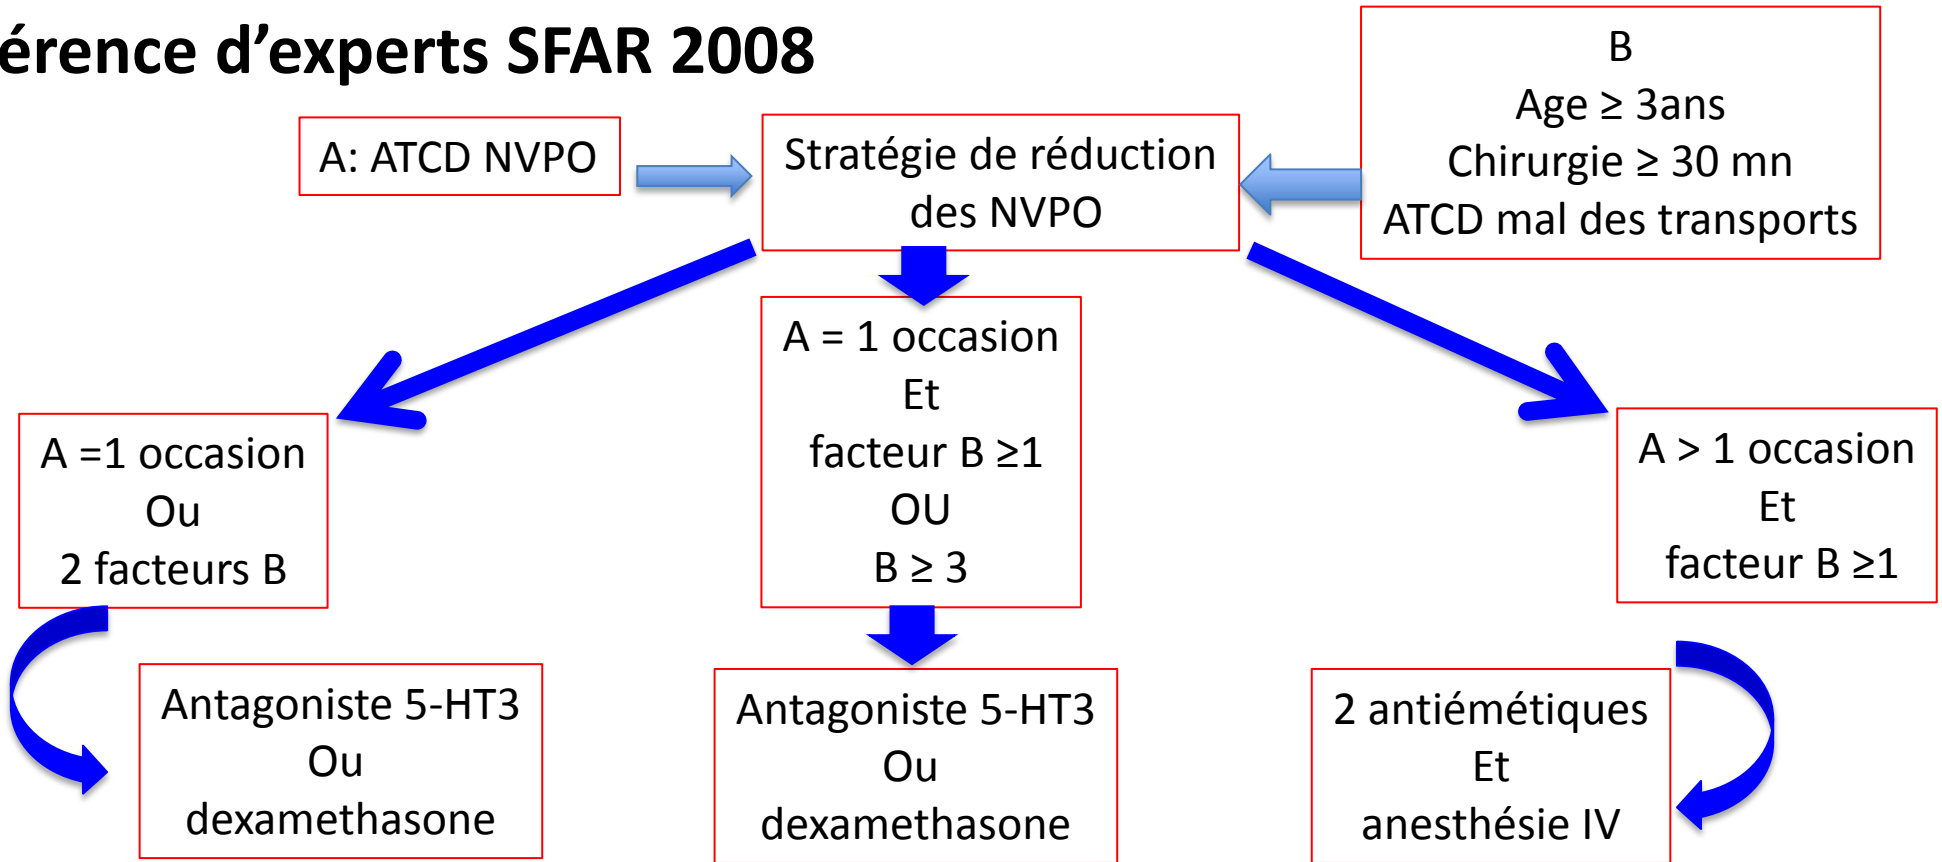 érence d’experts SFAR 2008
A: ATCD NVPO
Stratégie de réduction
des NVPO
B
Age ≥ 3ans
Chirurgie ≥ 30 mn
ATCD mal des transports
A =1 occasion
Ou
2 facteurs B
A = 1 occasion
Et
facteur B ≥1
OU
B ≥ 3
A > 1 occasion
Et
facteur B ≥1
Antagoniste 5-HT3
Ou
dexamethasone
Antagoniste 5-HT3
Ou
dexamethasone
2 antiémétiques
Et
anesthésie IV